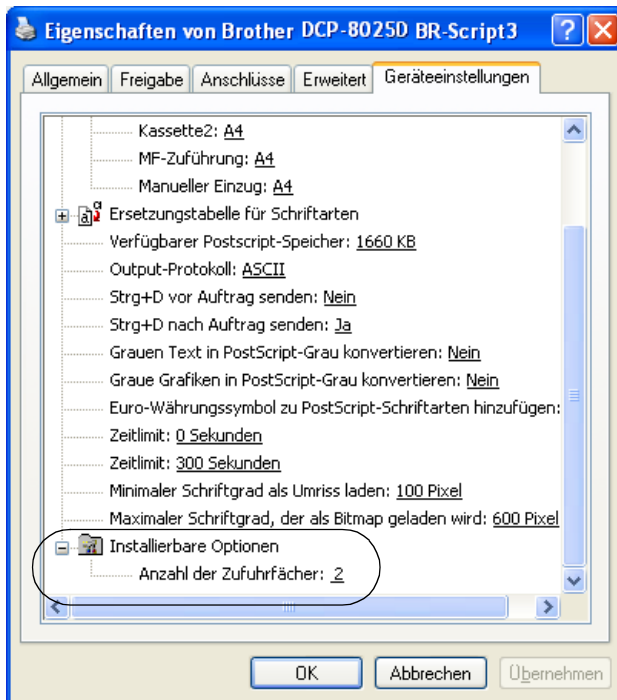 Eigenschaften von Brother DCP-8025D BR-Script3
Allgemein Freigabe Anschlüsse Erweitert Geräteeinstellungen
Kassette2: A4
MF-Zuführung: A4
Manueller Einzug: A4
Ersetzungstabelle für Schriftarten
Verfügbarer Postscript-Speicher: 1660 KB
Output-Protokoll: ASCII
Strg+D vor Auftrag senden: Nein
Strg+D nach Auftrag senden: Ja
Grauen Text in PostScript-Grau konvertieren: Nein
Graue Grafiken in PostScript-Grau konvertieren: Nein
Euro-Währungssymbol zu PostScript-Schriftarten hinzufügen:
Zeitlimit: 0 Sekunden
Zeitlimit: 300 Sekunden
Minimaler Schriftgrad als Umriss laden: 100 Pixel
Maximaler Schriftgrad, der als Bitmap geladen wird: 600 Pixel
Installierbare Optionen
Anzahl der Zufuhrfächer: 2
OK Abbrechen Übernehmen